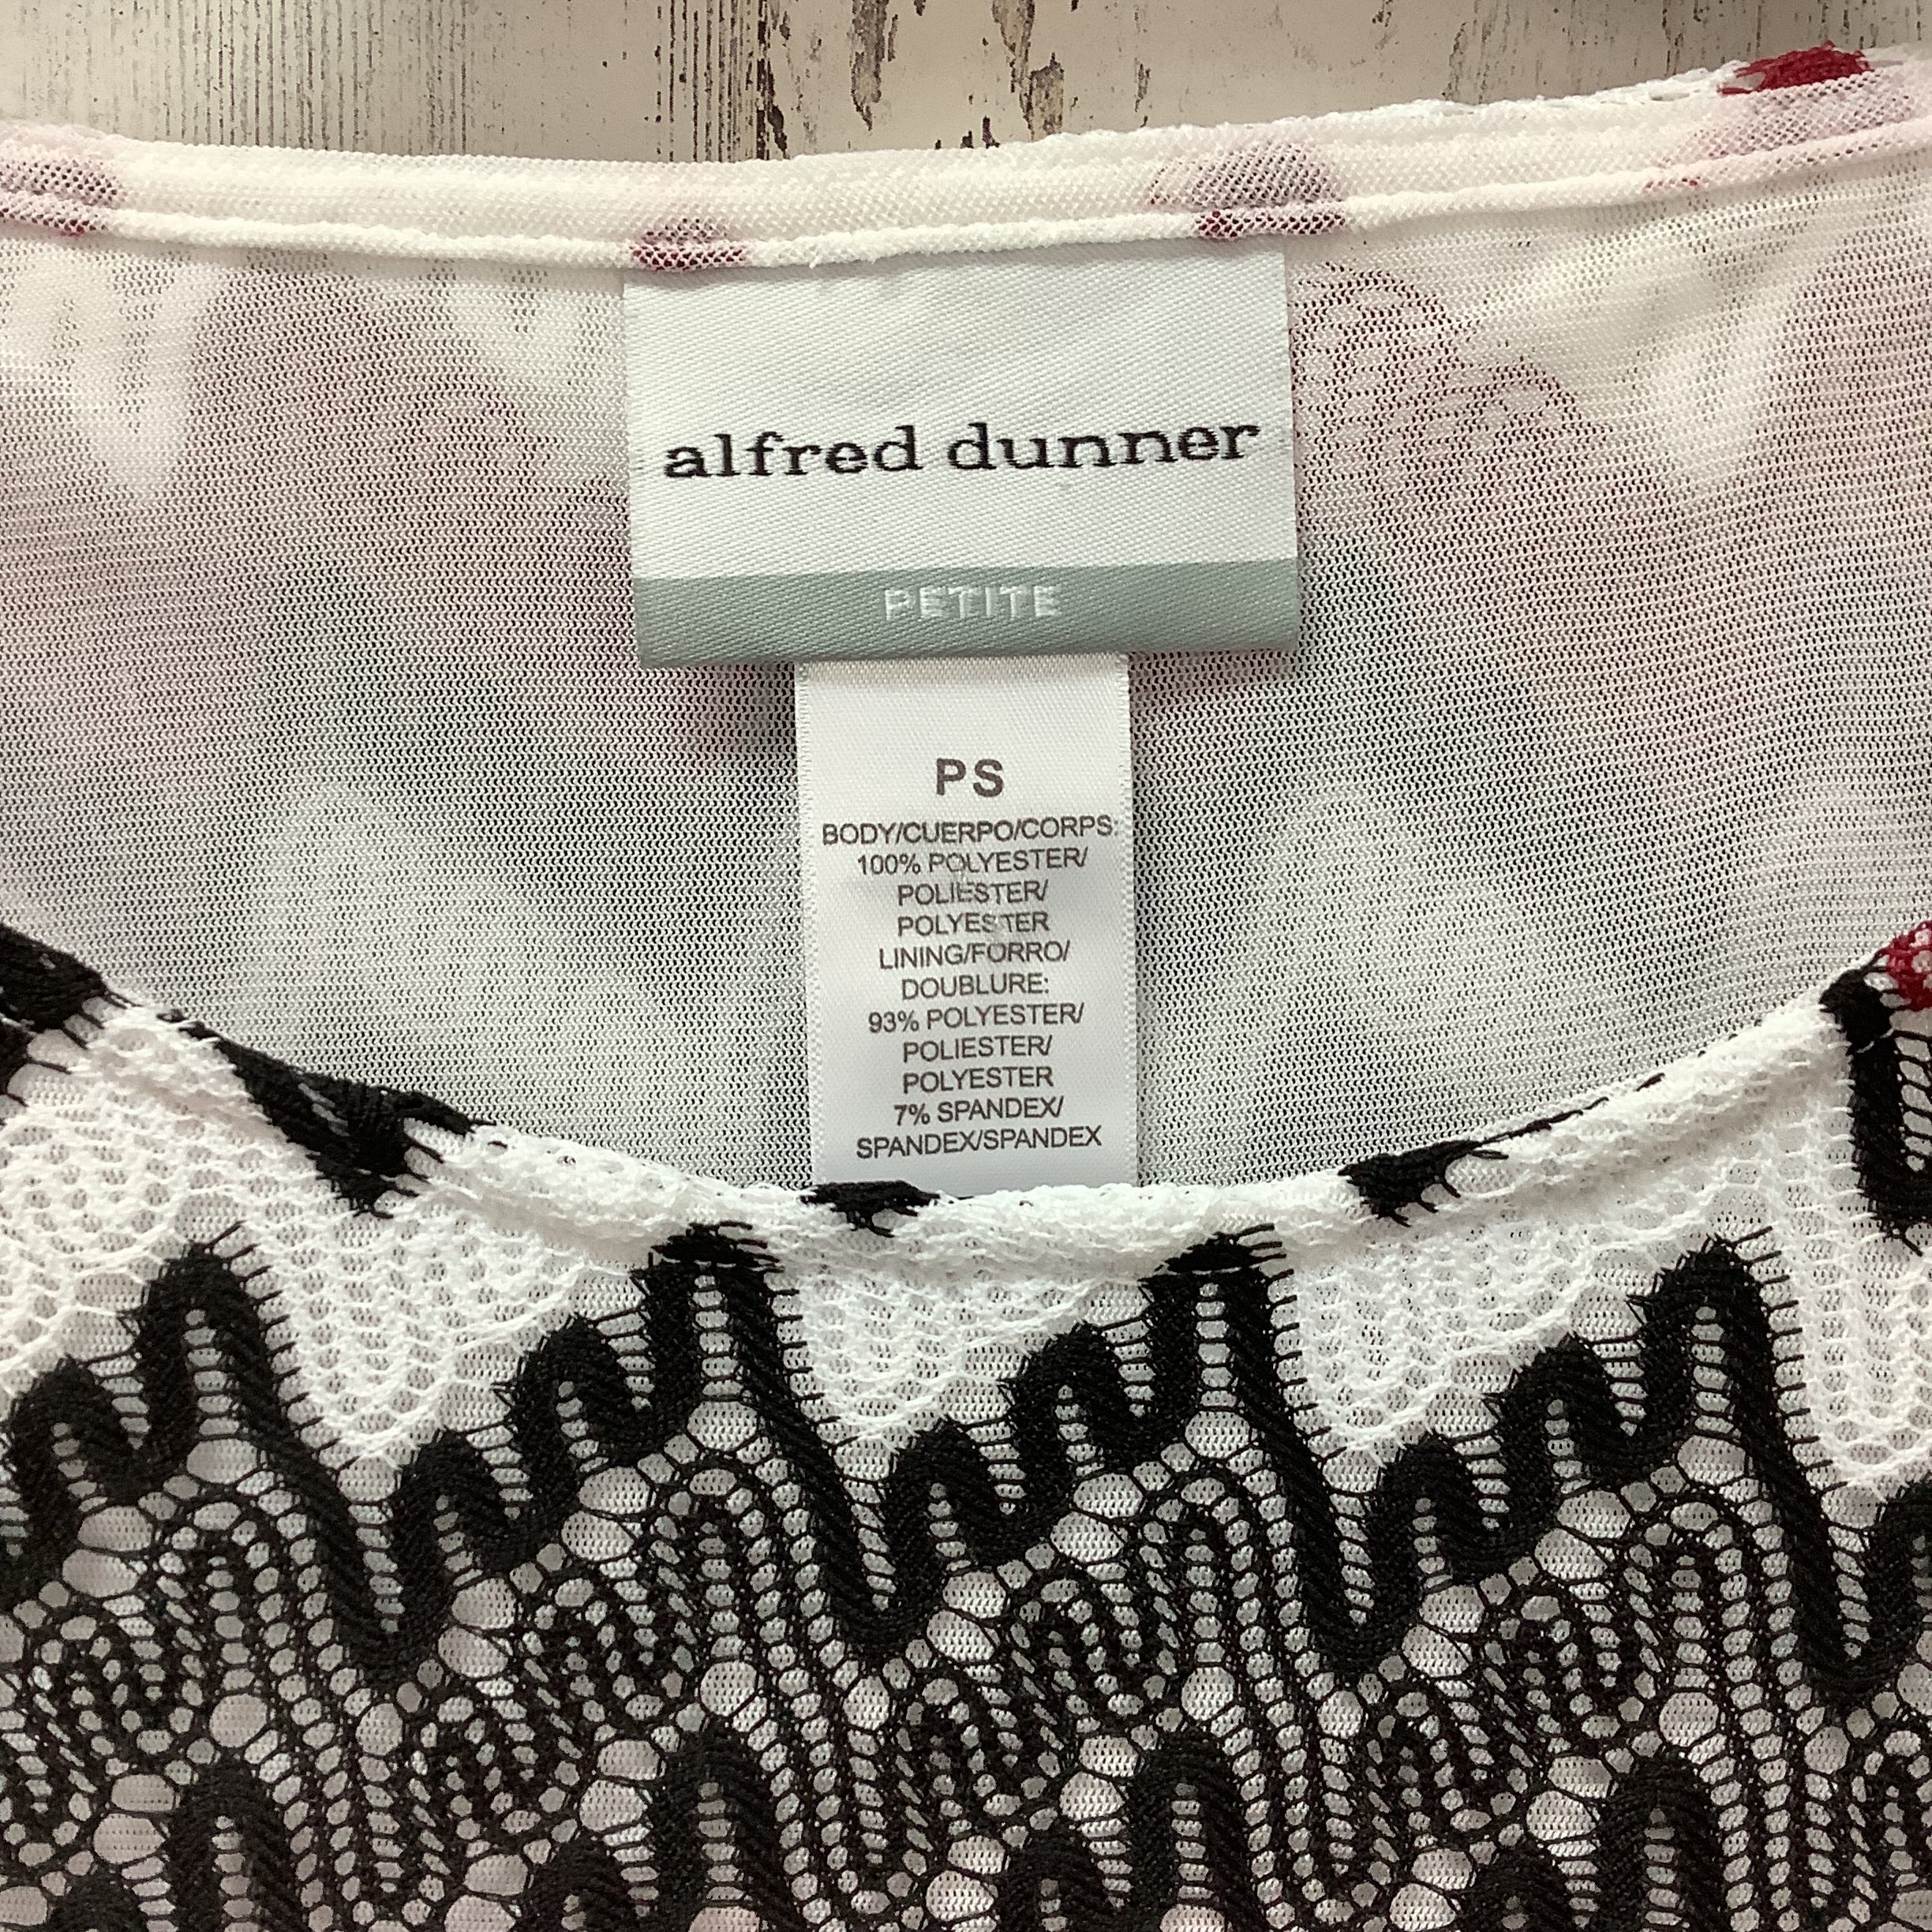 alfred dunner
PETITE
PS
BODY/CUERPO/CORPS:
100% POLYESTER/
POLIESTER/
POLYESTER
LINING/FORRO/
DOUBLURE:
93% POLYESTER/
POLIESTER/
POLYESTER
7% SPANDEX/
SPANDEX/SPANDEX